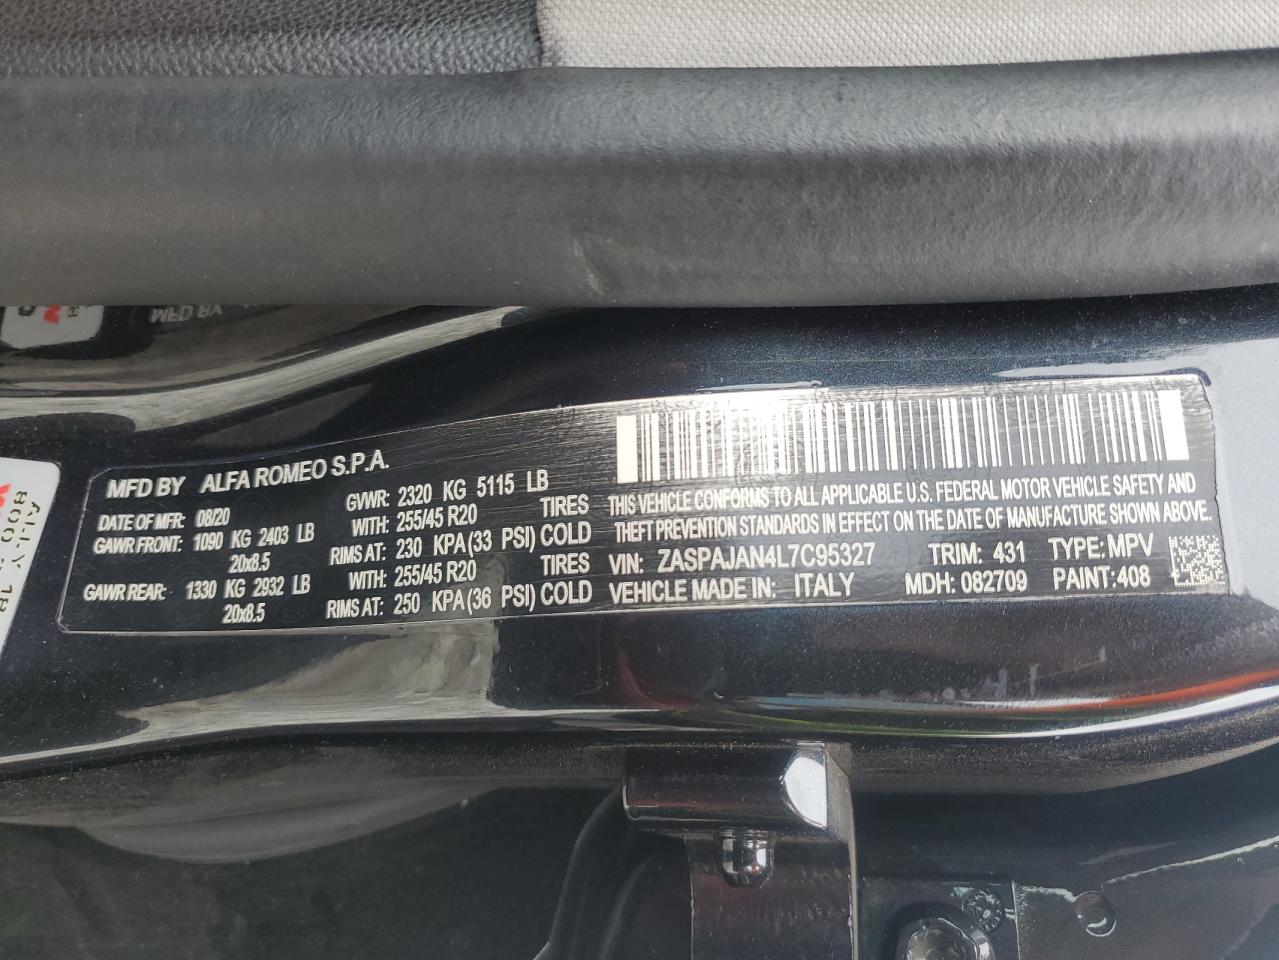 MFD BY ALFA ROMEO S.P.A.
DATE OF MFR: 08/20 GVWR: 2320 KG 5115 LB
GAWR FRONT: 1090 KG 2403 LB WITH: 255/45 R20 TIRES
20x8.5 RIMS AT: 230 KPA (33 PSI) COLD
GAWR REAR: 1330 KG 2932 LB WITH: 255/45 R20 TIRES
20x8.5 RIMS AT: 250 KPA (36 PSI) COLD
THIS VEHICLE CONFORMS TO ALL APPLICABLE U.S. FEDERAL MOTOR VEHICLE SAFETY AND
THEFT PREVENTION STANDARDS IN EFFECT ON THE DATE OF MANUFACTURE SHOWN ABOVE.
VIN: ZASPAJAN4L7C95327 TRIM: 431 TYPE: MPV
VEHICLE MADE IN: ITALY MDH: 082709 PAINT: 408